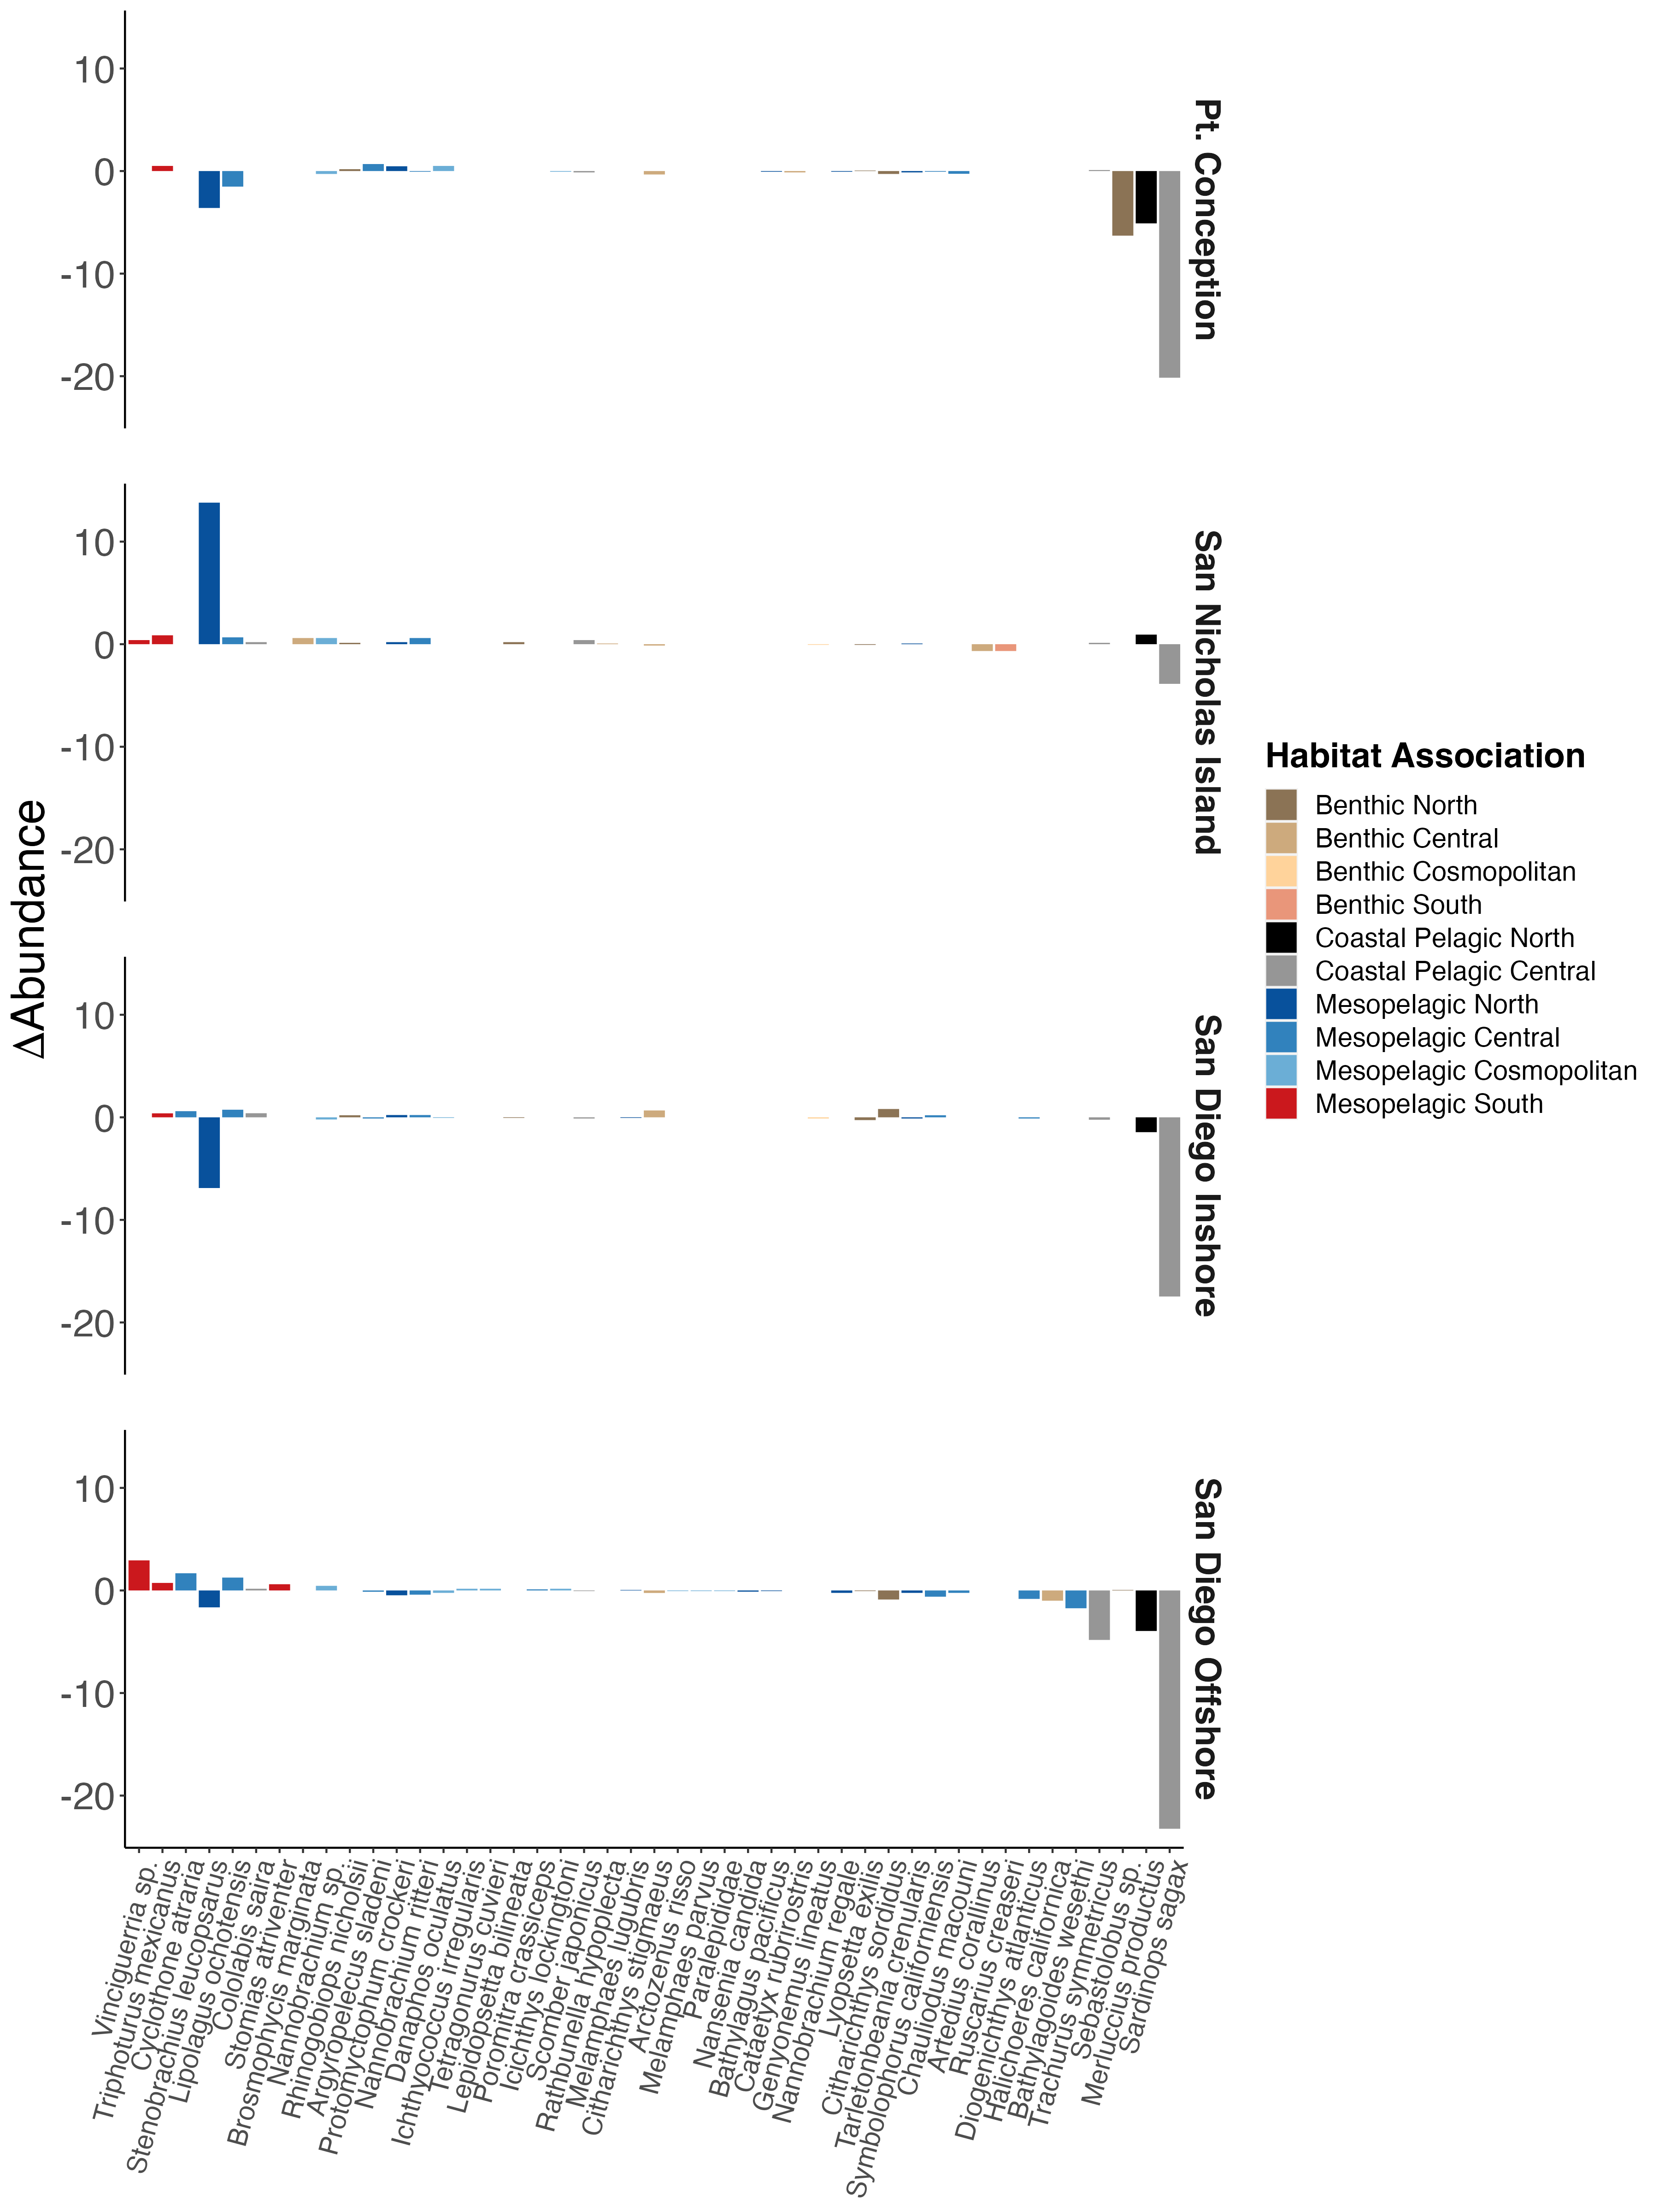 10
0
-10
-20
Pt. Conception
10
0
-10
-20
San Nicholas Island
10
0
-10
-20
San Diego Inshore
10
0
-10
-20
San Diego Offshore
ΔAbundance
Vinciguerria sp.
Triphoturus mexicanus
Cyclothone atraria
Stenobrachius leucopsarus
Lipolagus ochotensis
Cololabis saira
Stomias atriventer
Brosmophycis marginata
Nannobrachium sp.
Rhinogobiops nicholsii
Argyropelecus sladeni
Protomyctophum crockeri
Nannobrachium ritteri
Danaphos oculatus
Ichthyococcus irregularis
Tetragonurus cuvieri
Lepidopsetta bilineata
Poromitra crassiceps
Icichthys lockingtoni
Scomber japonicus
Rathbunella hypoplecta
Melamphaes lugubris
Citharichthys stigmaeus
Arctozenus risso
Melamphaes parvus
Paralepididae
Nansenia candida
Bathylagus pacificus
Cataetyx rubrirostris
Genyonemus lineatus
Nannobrachium regale
Lyopsetta exilis
Citharichthys sordidus
Tarletonbeania crenularis
Symbolophorus californiensis
Chauliodus macouni
Artedius corallinus
Ruscarius creaseri
Diogenichthys atlanticus
Halichoeres californica
Bathylagoides wesethi
Trachurus symmetricus
Sebastolobus sp.
Merluccius productus
Sardinops sagax
Habitat Association
Benthic North
Benthic Central
Benthic Cosmopolitan
Benthic South
Coastal Pelagic North
Coastal Pelagic Central
Mesopelagic North
Mesopelagic Central
Mesopelagic Cosmopolitan
Mesopelagic South